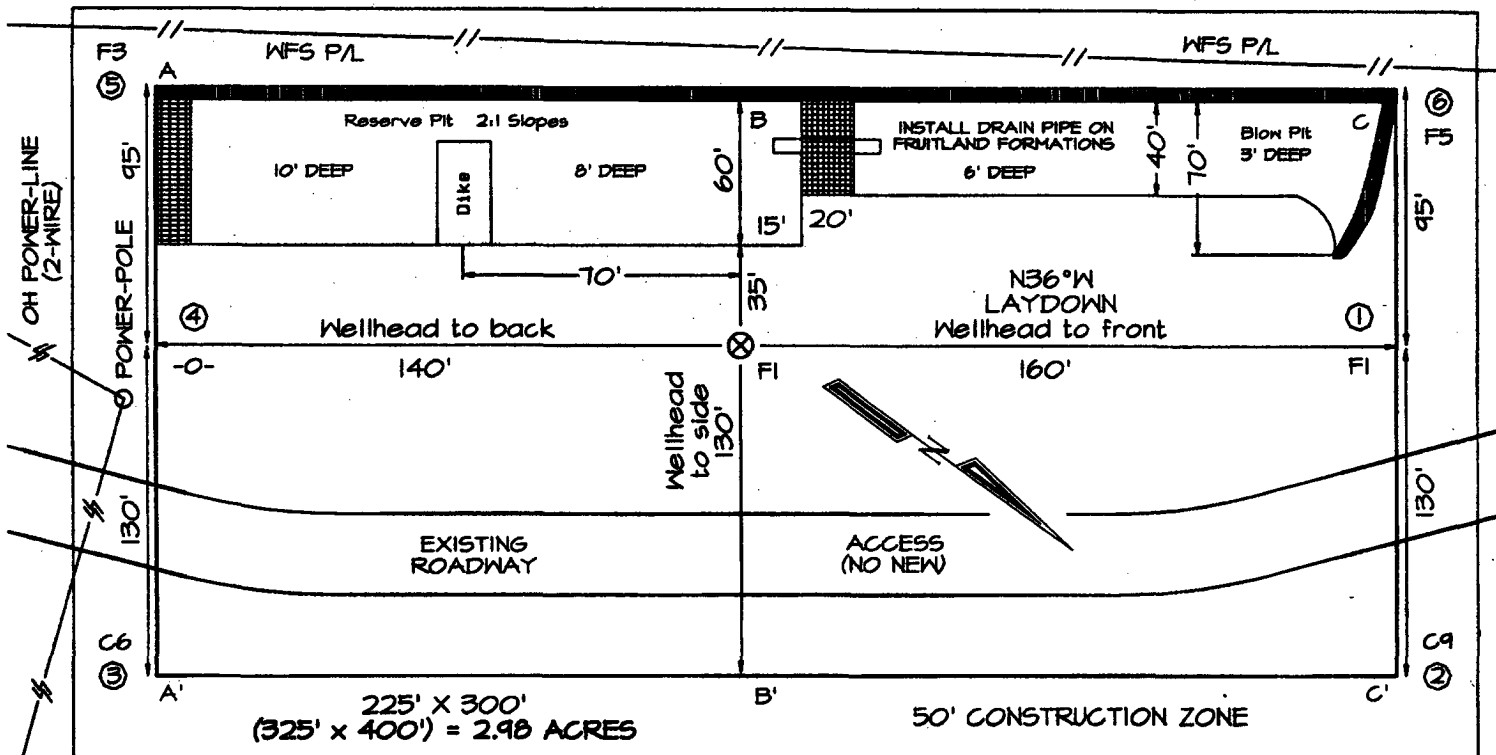 WFS P/L
WFS P/L
F3
⑤
A
Reserve Pit 2:1 Slopes
10' DEEP
Dike
8' DEEP
B
60'
15'
20'
INSTALL DRAIN PIPE ON
FRUITLAND FORMATIONS
6' DEEP
40'
70'
Blow Pit
3' DEEP
C
⑥
F5
95'
95'
OH POWER-LINE
(2-WIRE)
POWER-POLE
70'
35'
N36°W
LAYDOWN
④
Wellhead to back
Wellhead to front
①
-0-
140'
F1
160'
F1
Wellhead
to side
130'
N
130'
130'
EXISTING
ROADWAY
ACCESS
(NO NEW)
C6
③
A'
B'
C'
C9
②
225' X 300'
(325' x 400') = 2.98 ACRES
50' CONSTRUCTION ZONE